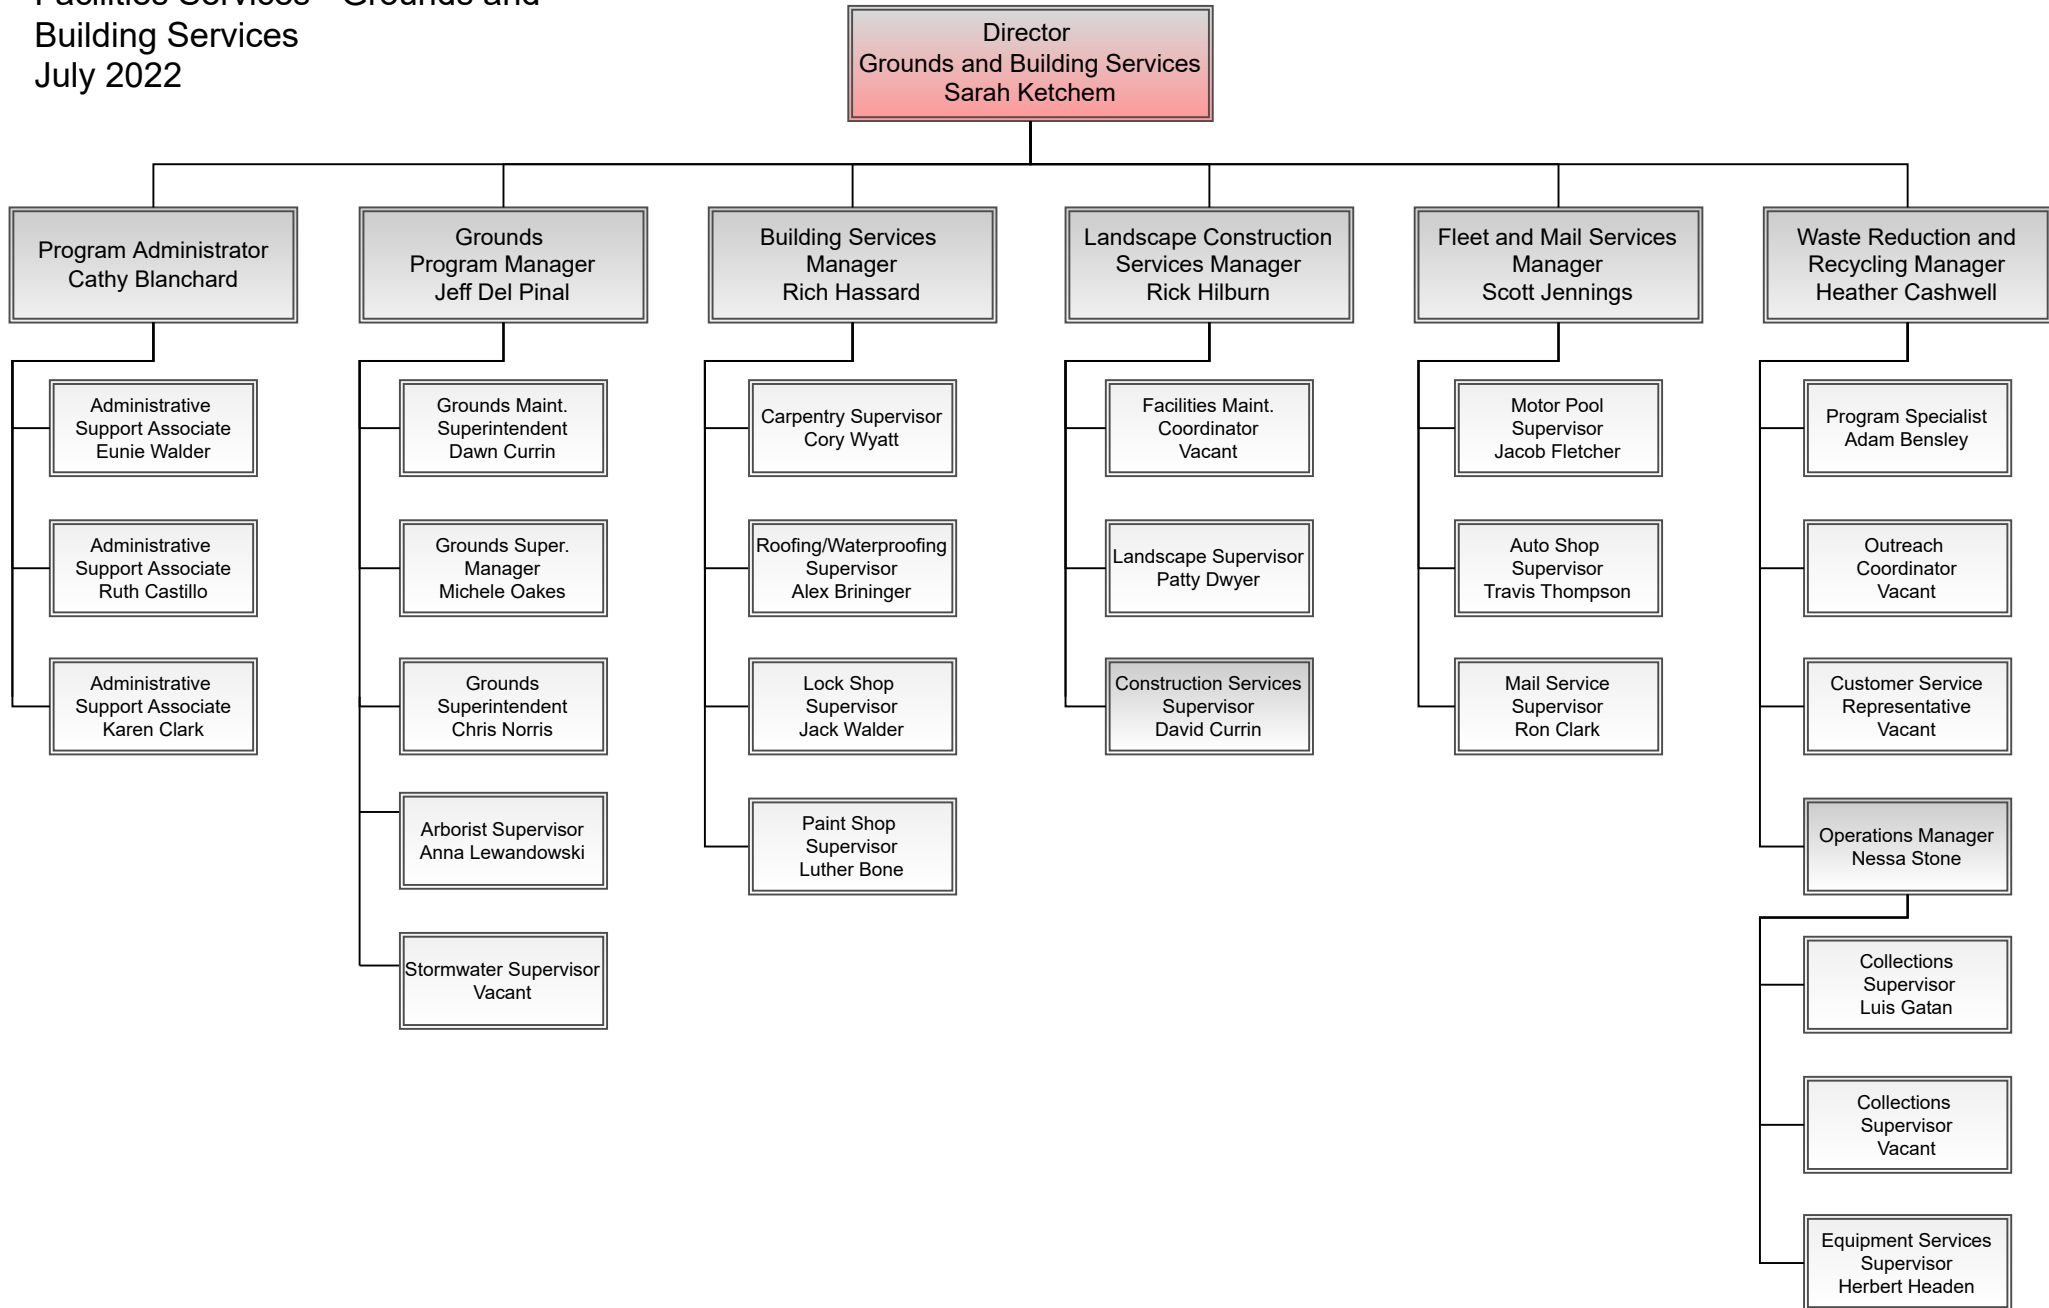 Facilities Services - Grounds and
Building Services
July 2022
Director
Grounds and Building Services
Sarah Ketchem
Program Administrator
Cathy Blanchard
Grounds
Program Manager
Jeff Del Pinal
Building Services
Manager
Rich Hassard
Landscape Construction
Services Manager
Rick Hilburn
Fleet and Mail Services
Manager
Scott Jennings
Waste Reduction and
Recycling Manager
Heather Cashwell
Administrative
Support Associate
Eunie Walder
Administrative
Support Associate
Ruth Castillo
Administrative
Support Associate
Karen Clark
Grounds Maint.
Superintendent
Dawn Currin
Grounds Super.
Manager
Michele Oakes
Grounds
Superintendent
Chris Norris
Arborist Supervisor
Anna Lewandowski
Stormwater Supervisor
Vacant
Carpentry Supervisor
Cory Wyatt
Roofing/Waterproofing
Supervisor
Alex Brininger
Lock Shop
Supervisor
Jack Walder
Paint Shop
Supervisor
Luther Bone
Facilities Maint.
Coordinator
Vacant
Landscape Supervisor
Patty Dwyer
Construction Services
Supervisor
David Currin
Motor Pool
Supervisor
Jacob Fletcher
Auto Shop
Supervisor
Travis Thompson
Mail Service
Supervisor
Ron Clark
Program Specialist
Adam Bensley
Outreach
Coordinator
Vacant
Customer Service
Representative
Vacant
Operations Manager
Nessa Stone
Collections
Supervisor
Luis Gatan
Collections
Supervisor
Vacant
Equipment Services
Supervisor
Herbert Headen